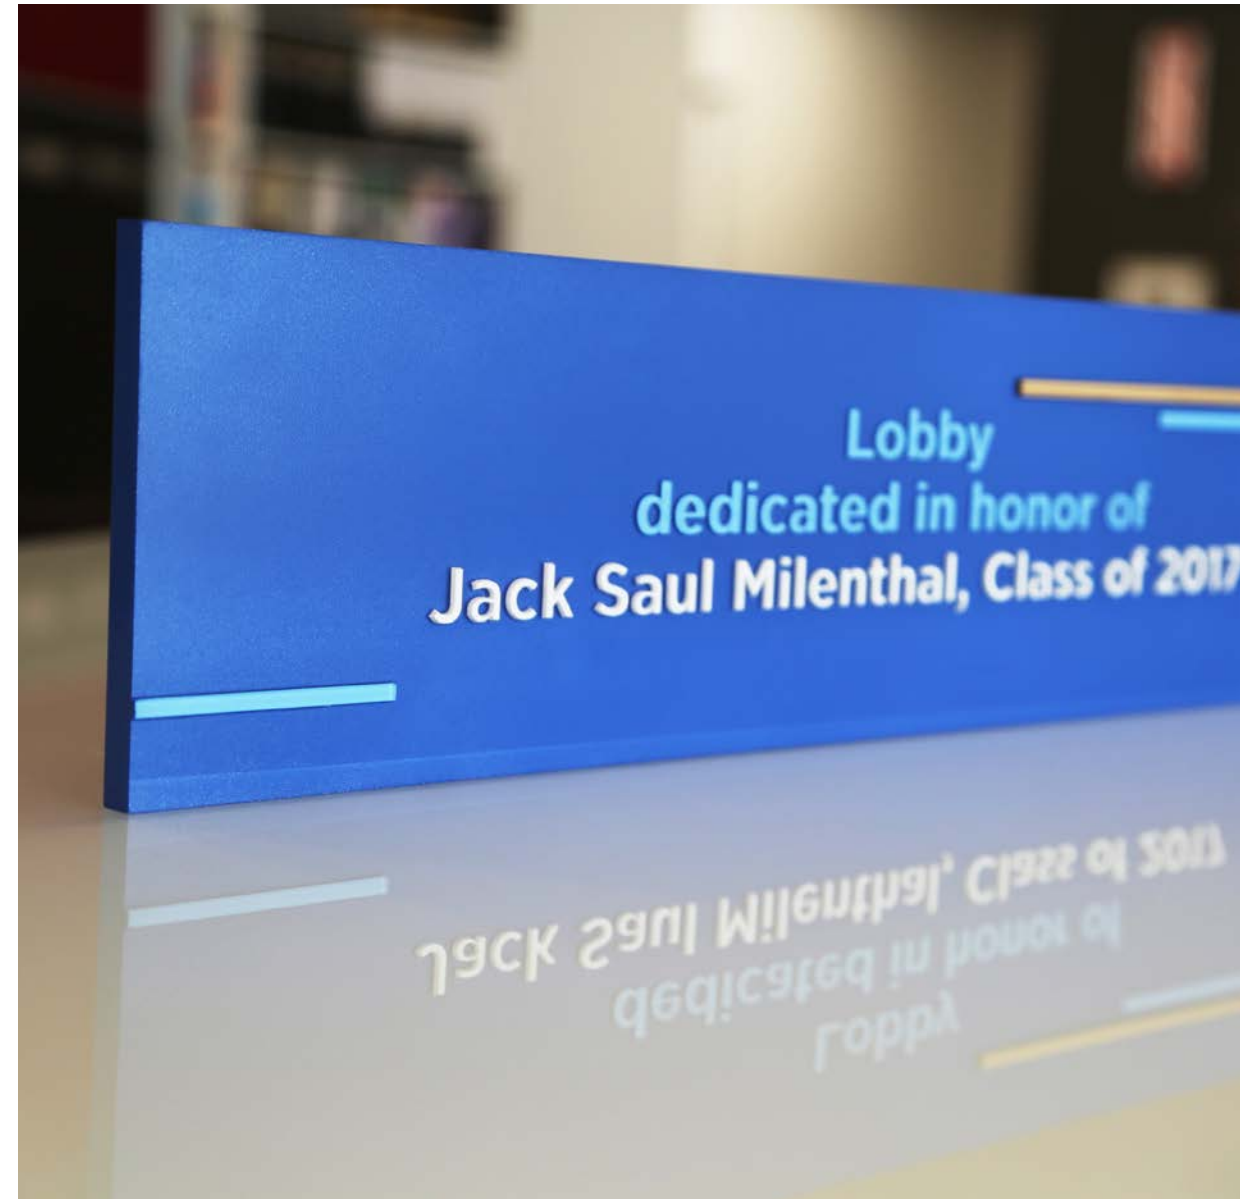 Lobby
dedicated in honor of
Jack Saul Milenthal, Class of 2017